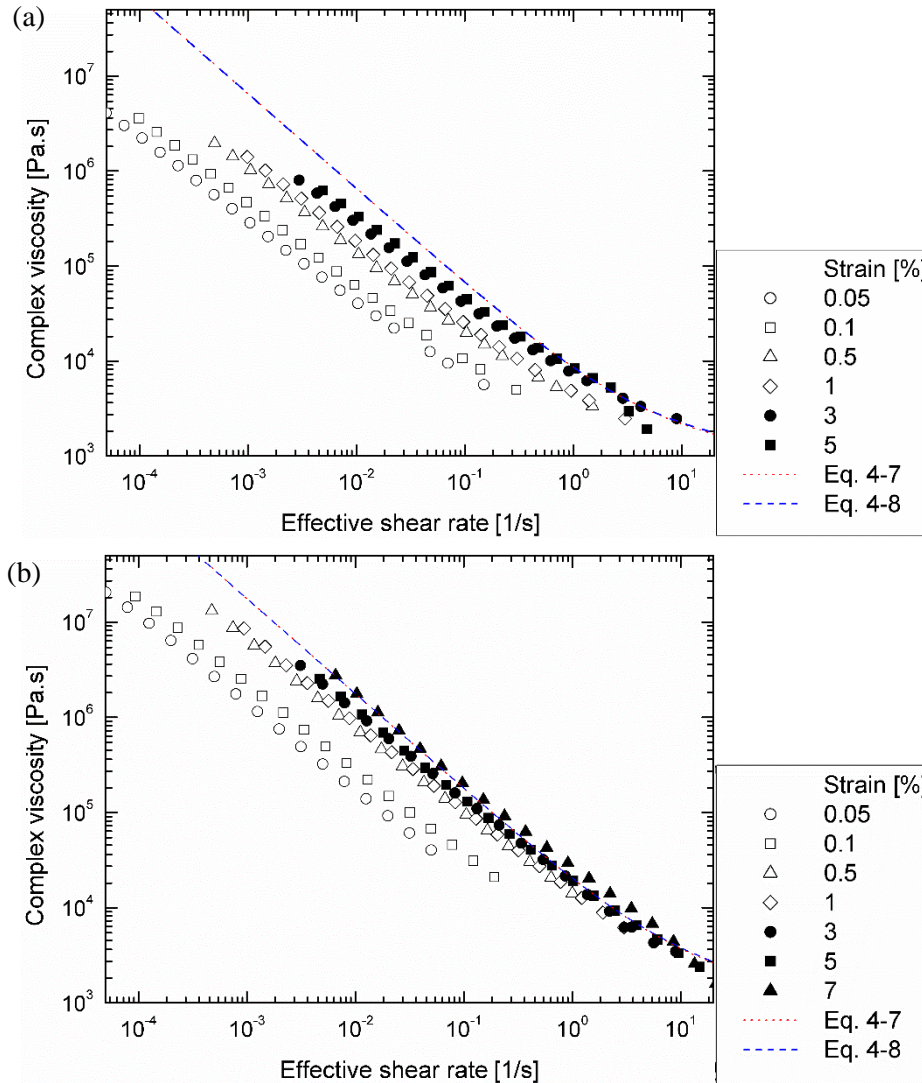 (a)
10^7
10^6
10^5
10^4
10^3
Complex viscosity [Pa.s]
10^-4
10^-3
10^-2
10^-1
10^0
10^1
Effective shear rate [1/s]
Strain [%]
0.05
0.1
0.5
1
3
5
Eq. 4-7
Eq. 4-8
(b)
10^7
10^6
10^5
10^4
10^3
Complex viscosity [Pa.s]
10^-4
10^-3
10^-2
10^-1
10^0
10^1
Effective shear rate [1/s]
Strain [%]
0.05
0.1
0.5
1
3
5
7
Eq. 4-7
Eq. 4-8